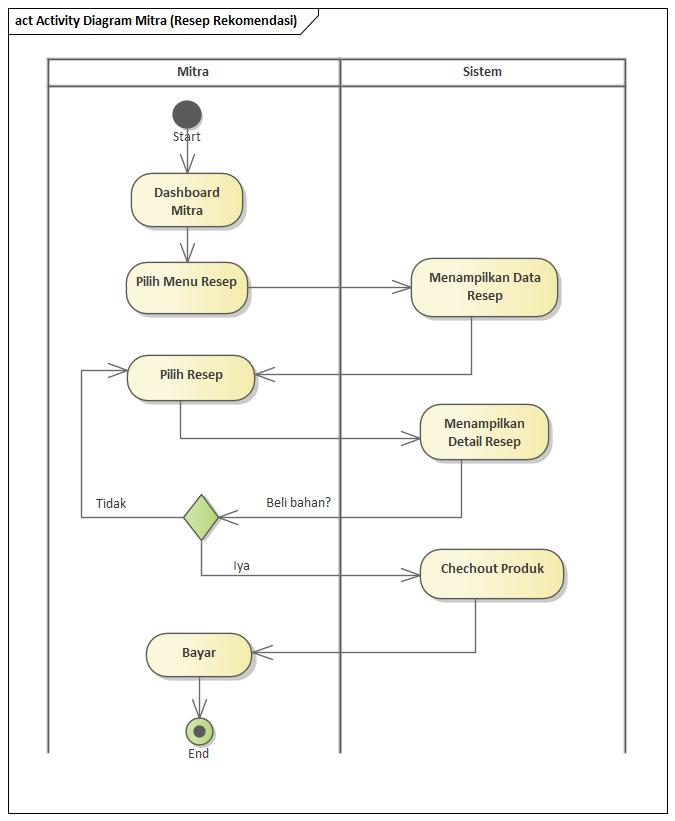 act Activity Diagram Mitra (Resep Rekomendasi)
Mitra
Sistem
Start
Dashboard
Mitra
Pilih Menu Resep
Menampilkan Data
Resep
Pilih Resep
Menampilkan
Detail Resep
Tidak
Beli bahan?
Iya
Chechout Produk
Bayar
End